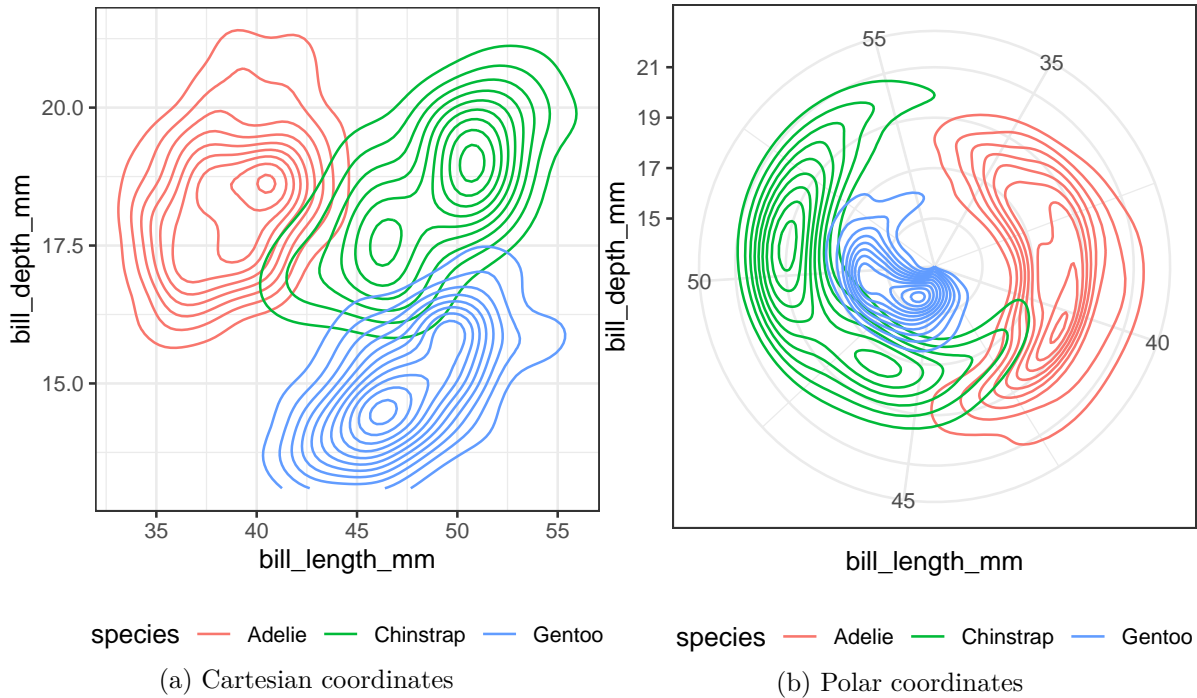 20.0
17.5
15.0
bill_depth_mm
35 40 45 50 55
bill_length_mm
species Adelie Chinstrap Gentoo
(a) Cartesian coordinates
21
19
17
15
bill_depth_mm
55
35
50
40
45
bill_length_mm
species Adelie Chinstrap Gentoo
(b) Polar coordinates